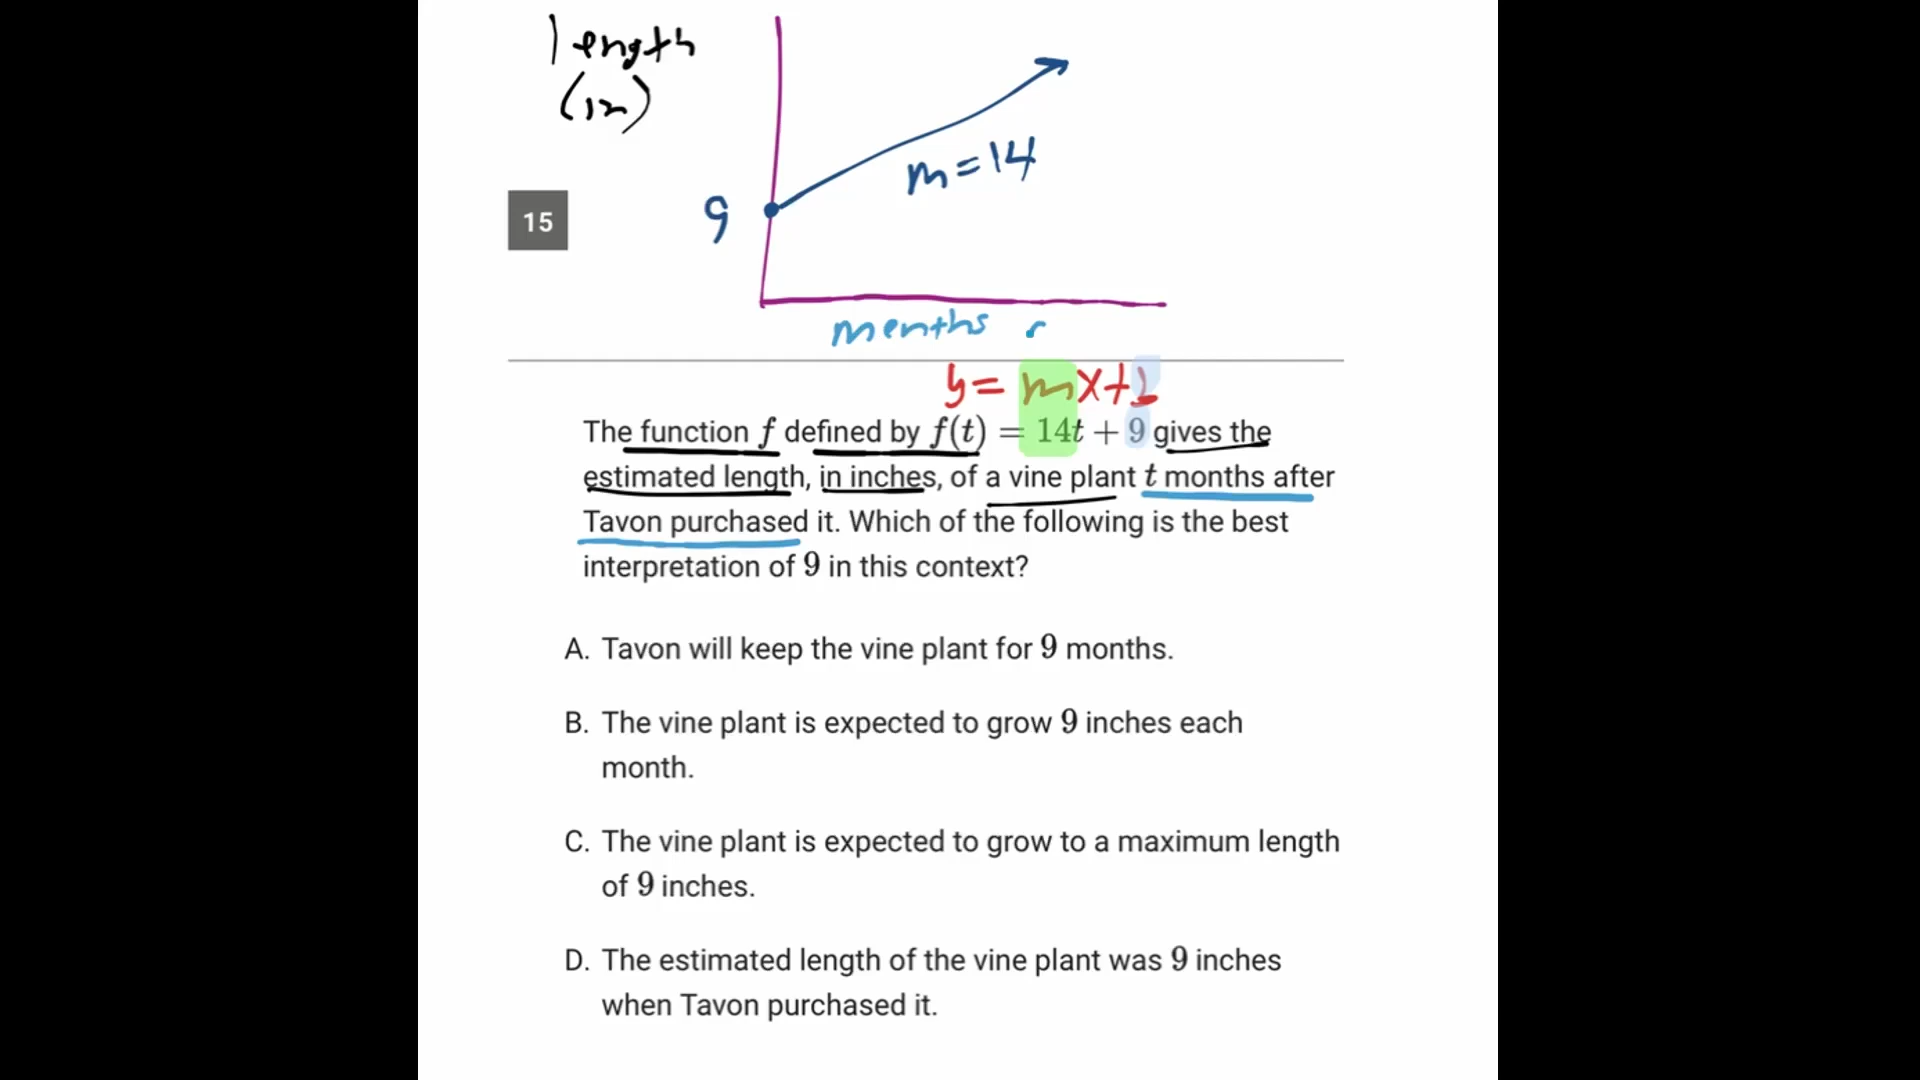 length
(in)
m=14
9
15
months
y= mx+
The function f defined by f(t) = 14t + 9 gives the
estimated length, in inches, of a vine plant t months after
Tavon purchased it. Which of the following is the best
interpretation of 9 in this context?
A. Tavon will keep the vine plant for 9 months.
B. The vine plant is expected to grow 9 inches each
month.
C. The vine plant is expected to grow to a maximum length
of 9 inches.
D. The estimated length of the vine plant was 9 inches
when Tavon purchased it.